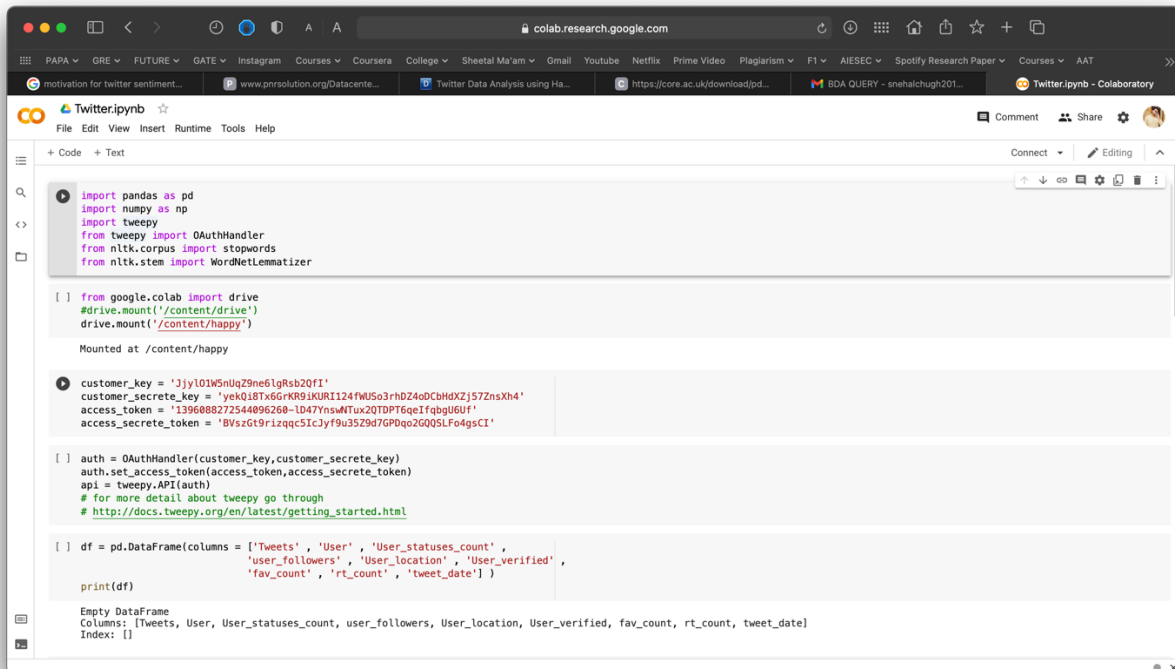 A A colab.research.google.com
PAPA GRE FUTURE GATE Instagram Courses Coursera College Sheetal Ma'am Gmail Youtube Netflix Prime Video Plagiarism F1 AIESEC Spotify Research Paper Courses AAT
motivation for twitter sentiment... www.pnrsolution.org/Datacente... Twitter Data Analysis using Ha... https://core.ac.uk/download/pd... BDA QUERY - snehalchugh201... Twitter.ipynb - Colaboratory
Twitter.ipynb
Comment Share
File Edit View Insert Runtime Tools Help
+ Code + Text Connect Editing
import pandas as pd
import numpy as np
import tweepy
from tweepy import OAuthHandler
from nltk.corpus import stopwords
from nltk.stem import WordNetLemmatizer
[ ] from google.colab import drive
#drive.mount('/content/drive')
drive.mount('/content/happy')
Mounted at /content/happy
customer_key = 'JjylO1W5nUqZ9ne6lgRsb2QfI'
customer_secrete_key = 'yekQi8Tx6GrKR9iKURI124fWUSo3rhDZ4oDCbHdXZj57ZnsXh4'
access_token = '1396088272544096260-lD47YnswNTux2QTDPT6qeIfqbgU6Uf'
access_secrete_token = 'BVszGt9rizqqc5IcJyf9u35Z9d7GPDqo2GQQSLFo4gsCI'
[ ] auth = OAuthHandler(customer_key,customer_secrete_key)
auth.set_access_token(access_token,access_secrete_token)
api = tweepy.API(auth)
# for more detail about tweepy go through
# http://docs.tweepy.org/en/latest/getting_started.html
[ ] df = pd.DataFrame(columns = ['Tweets' , 'User' , 'User_statuses_count' ,
'user_followers' , 'User_location' , 'User_verified' ,
'fav_count' , 'rt_count' , 'tweet_date'] )
print(df)
Empty DataFrame
Columns: [Tweets, User, User_statuses_count, user_followers, User_location, User_verified, fav_count, rt_count, tweet_date]
Index: []